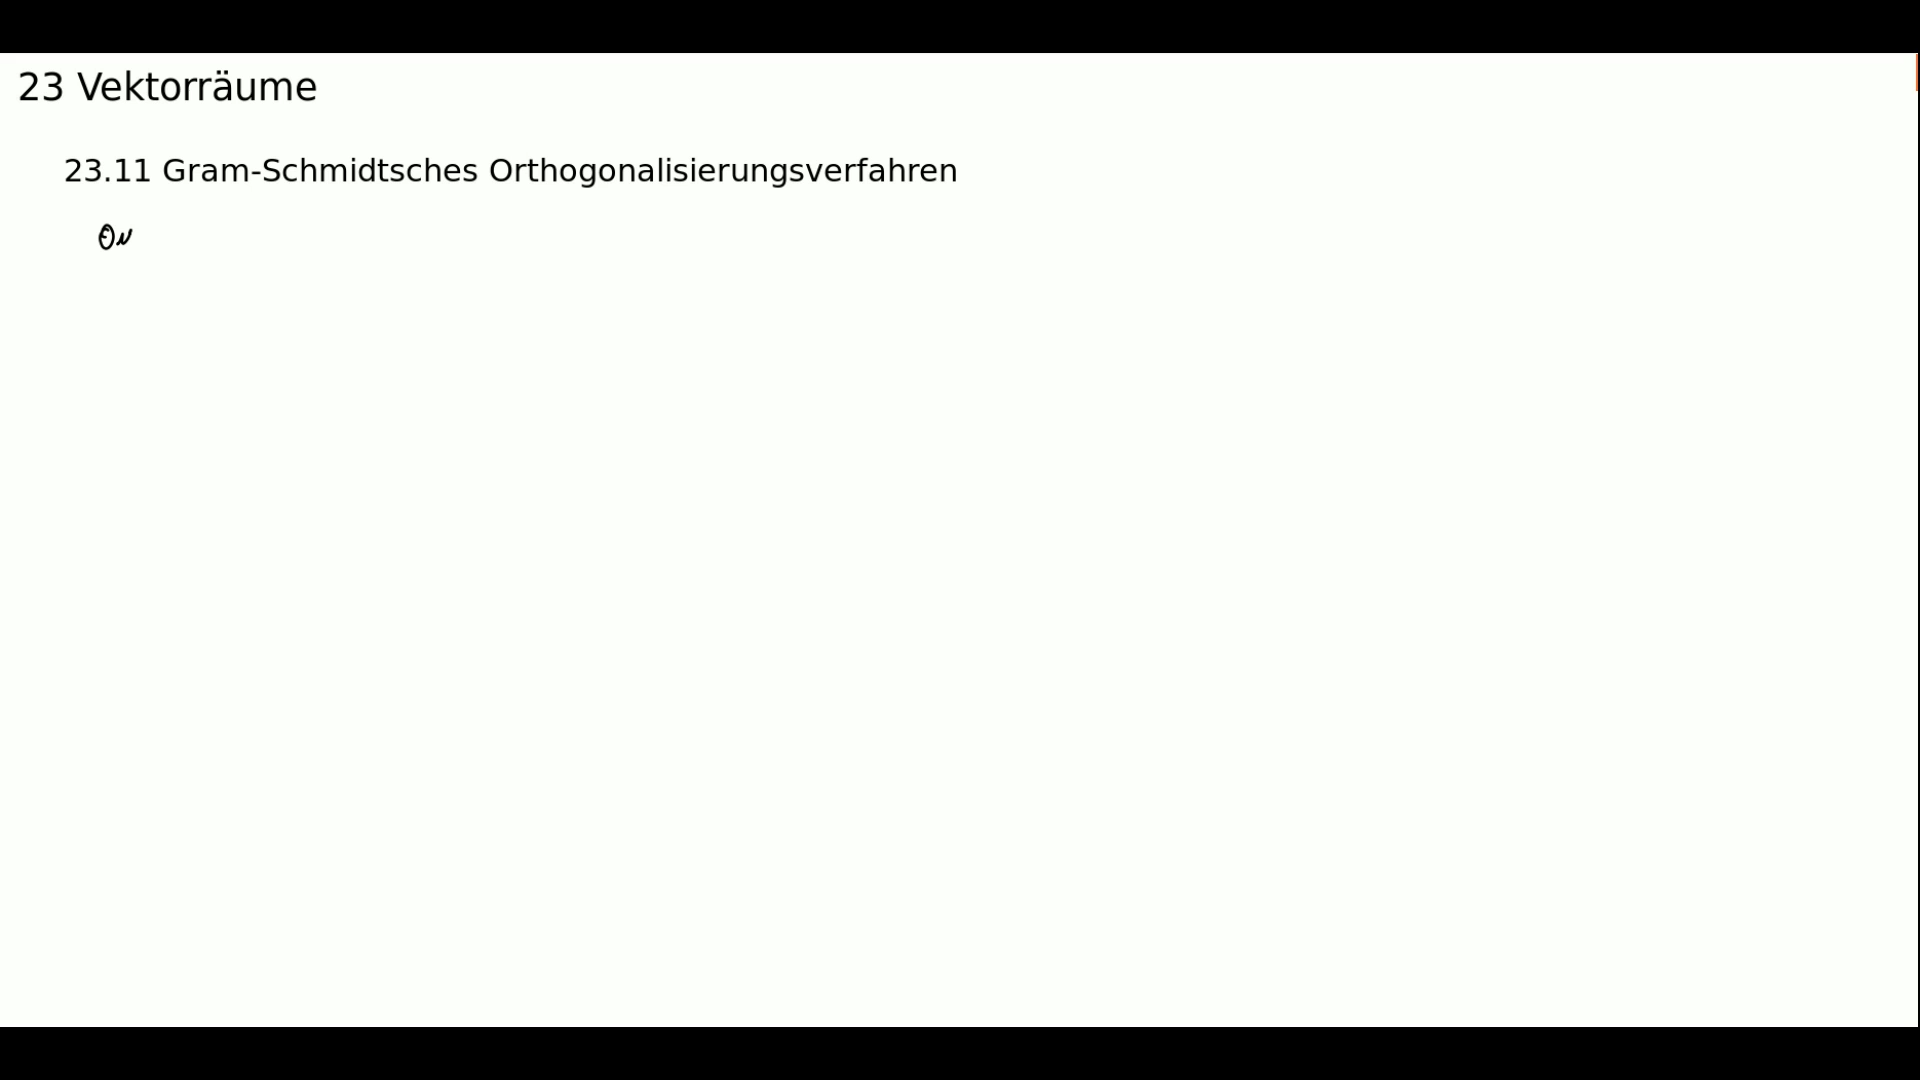 23 Vektorräume
23.11 Gram-Schmidtsches Orthogonalisierungsverfahren